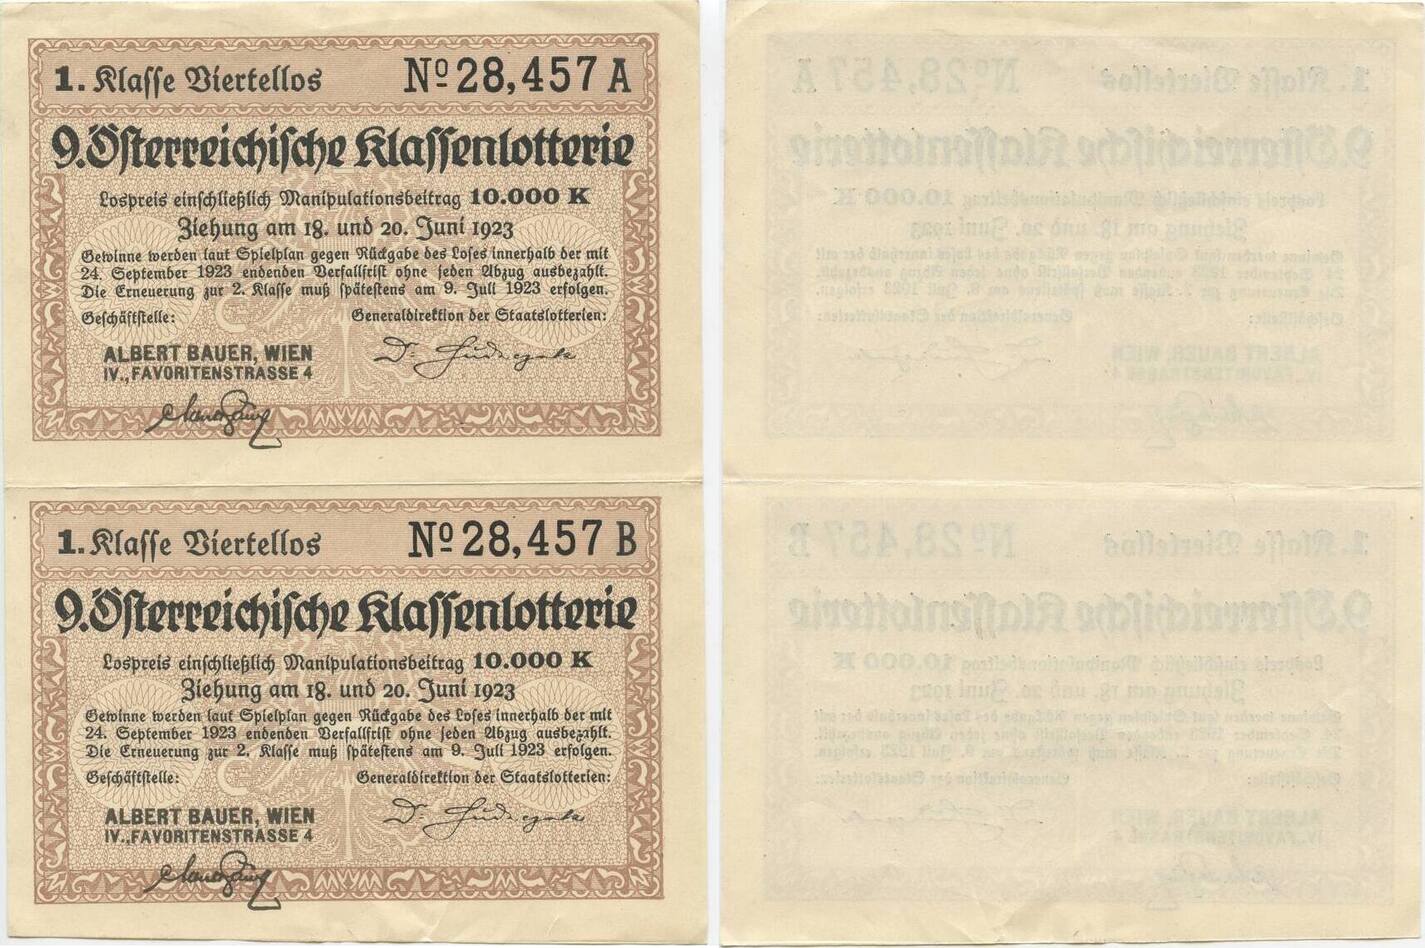 1. Klasse Viertellos Nº 28,457 A
9. Österreichische Klassenlotterie
Lospreis einschließlich Manipulationsbeitrag 10.000 K
Ziehung am 18. und 20. Juni 1923
Gewinne werden laut Spielplan gegen Rückgabe des Loses innerhalb der mit
24. September 1923 endenden Verfallfrist ohne jeden Abzug ausbezahlt.
Die Erneuerung zur 2. Klasse muß spätestens am 9. Juli 1923 erfolgen.
Geschäftstelle: Generaldirektion der Staatslotterien:
ALBERT BAUER, WIEN
IV., FAVORITENSTRASSE 4
1. Klasse Viertellos Nº 28,457 B
9. Österreichische Klassenlotterie
Lospreis einschließlich Manipulationsbeitrag 10.000 K
Ziehung am 18. und 20. Juni 1923
Gewinne werden laut Spielplan gegen Rückgabe des Loses innerhalb der mit
24. September 1923 endenden Verfallfrist ohne jeden Abzug ausbezahlt.
Die Erneuerung zur 2. Klasse muß spätestens am 9. Juli 1923 erfolgen.
Geschäftstelle: Generaldirektion der Staatslotterien:
ALBERT BAUER, WIEN
IV., FAVORITENSTRASSE 4